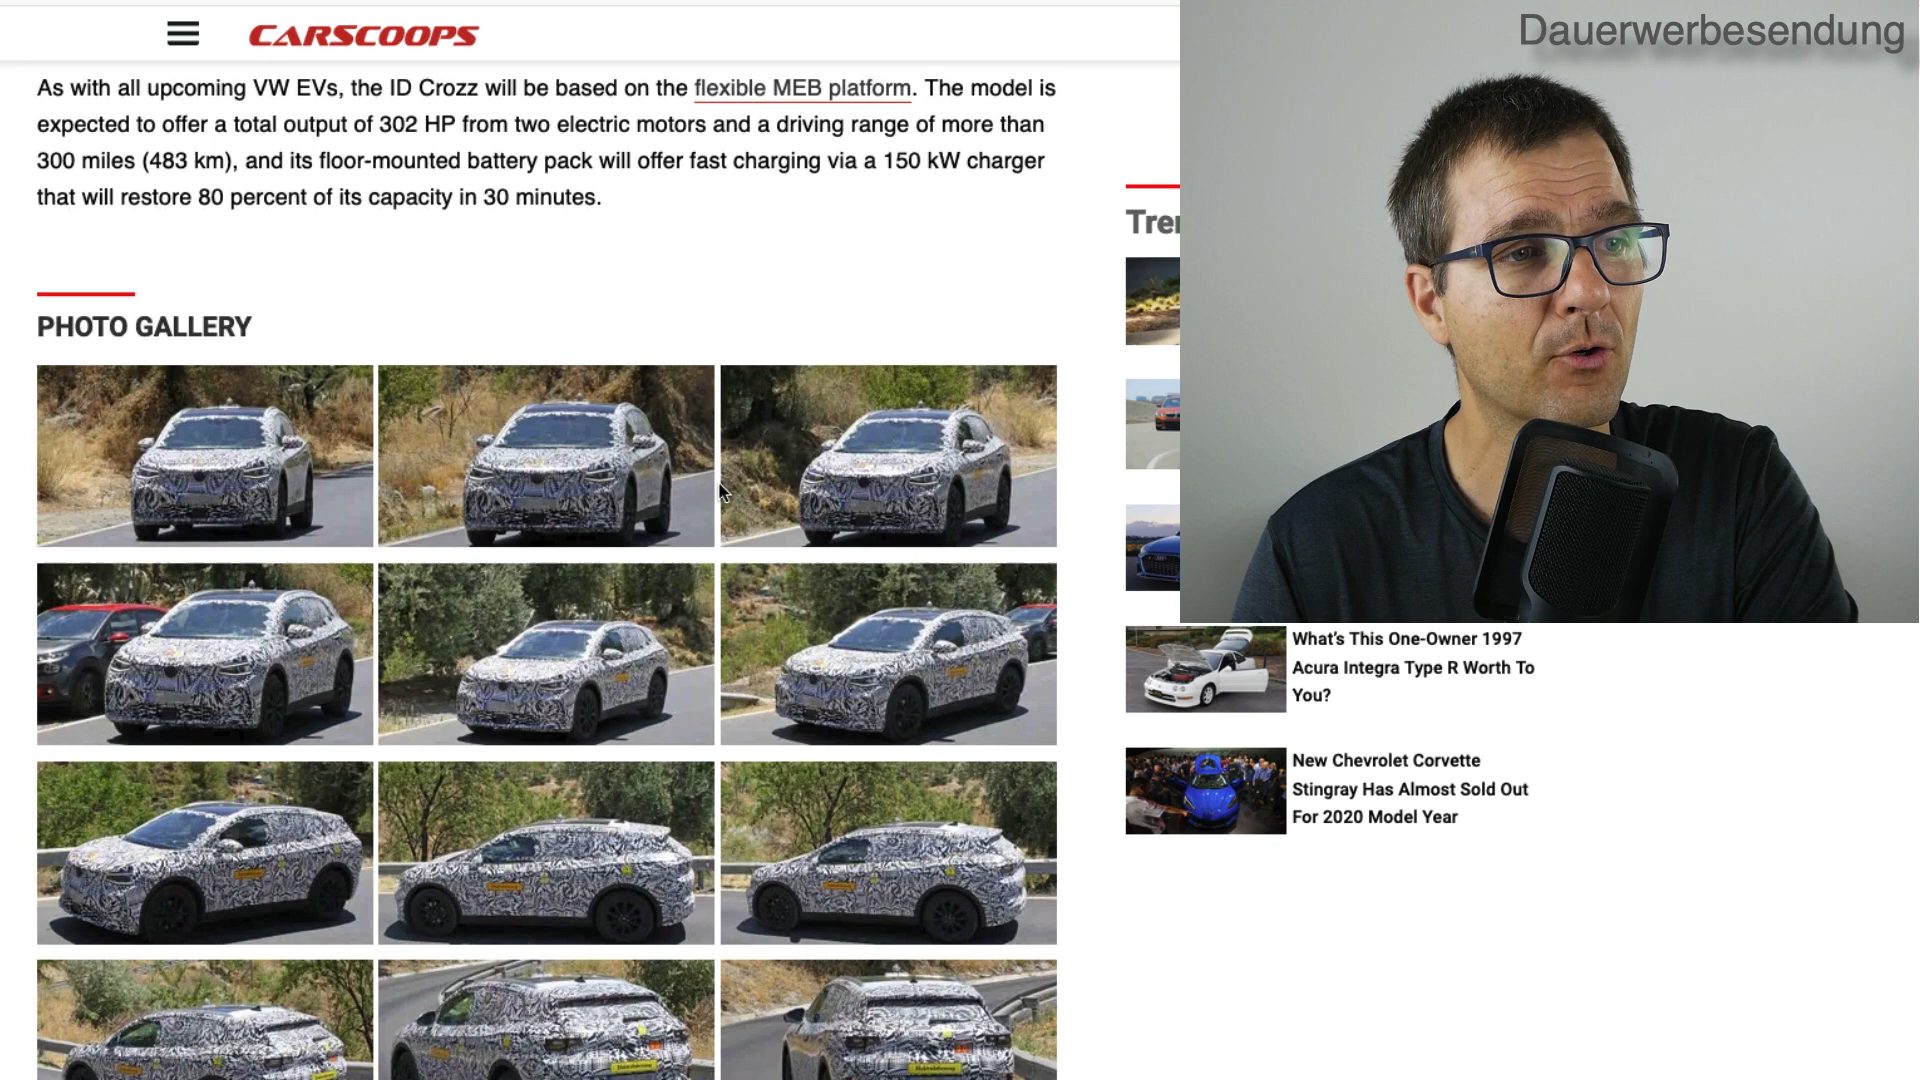 CARSCOOPS
Dauerwerbesendung
As with all upcoming VW EVs, the ID Crozz will be based on the flexible MEB platform. The model is
expected to offer a total output of 302 HP from two electric motors and a driving range of more than
300 miles (483 km), and its floor-mounted battery pack will offer fast charging via a 150 kW charger
that will restore 80 percent of its capacity in 30 minutes.
Tre
PHOTO GALLERY
What's This One-Owner 1997
Acura Integra Type R Worth To
You?
New Chevrolet Corvette
Stingray Has Almost Sold Out
For 2020 Model Year